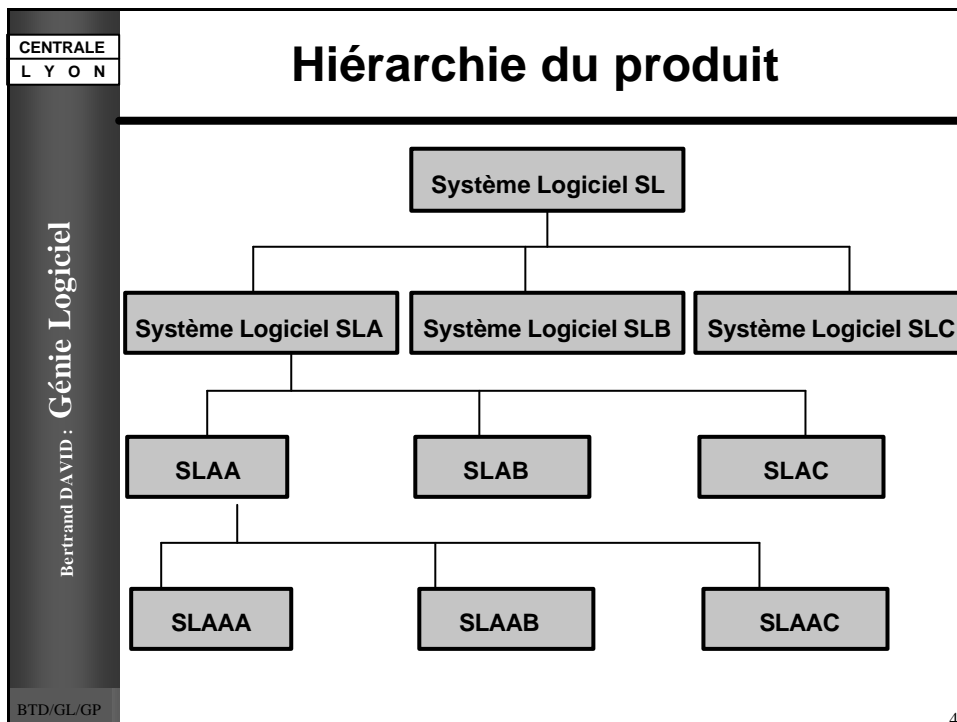 CENTRALE
L Y O N
Hiérarchie du produit
Bertrand DAVID : Génie Logiciel
Système Logiciel SL
Système Logiciel SLA
Système Logiciel SLB
Système Logiciel SLC
SLAA
SLAB
SLAC
SLAAA
SLAAB
SLAAC
BTD/GL/GP
4